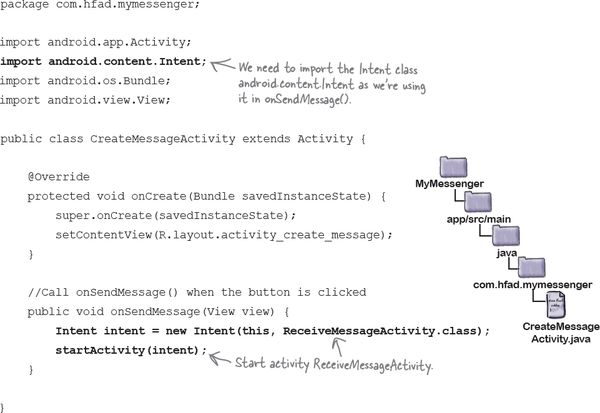 package com.hfad.mymessenger;
import android.app.Activity;
import android.content.Intent;
import android.os.Bundle;
import android.view.View;
We need to import the Intent class
android.content.Intent as we're using
it in onSendMessage().
public class CreateMessageActivity extends Activity {
@Override
protected void onCreate(Bundle savedInstanceState) {
super.onCreate(savedInstanceState);
setContentView(R.layout.activity_create_message);
}
//Call onSendMessage() when the button is clicked
public void onSendMessage(View view) {
Intent intent = new Intent(this, ReceiveMessageActivity.class);
startActivity(intent);
Start activity ReceiveMessageActivity.
}
}
MyMessenger
app/src/main
java
com.hfad.mymessenger
CreateMessage
Activity.java